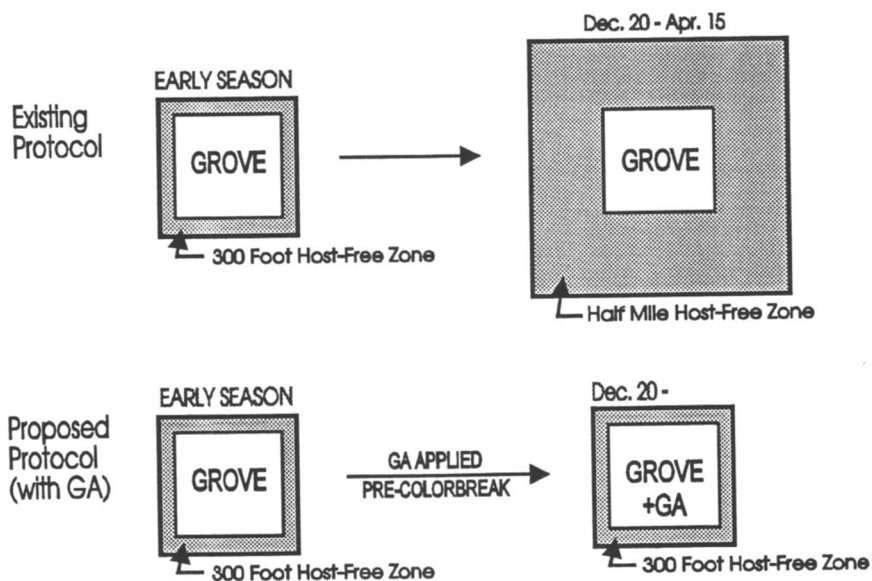 Dec. 20 - Apr. 15
EARLY SEASON
Existing
Protocol
GROVE
GROVE
300 Foot Host-Free Zone
Half Mile Host-Free Zone
EARLY SEASON
Dec. 20 -
Proposed
Protocol
(with GA)
GROVE
GA APPLIED
PRE-COLORBREAK
GROVE
+GA
300 Foot Host-Free Zone
300 Foot Host-Free Zone